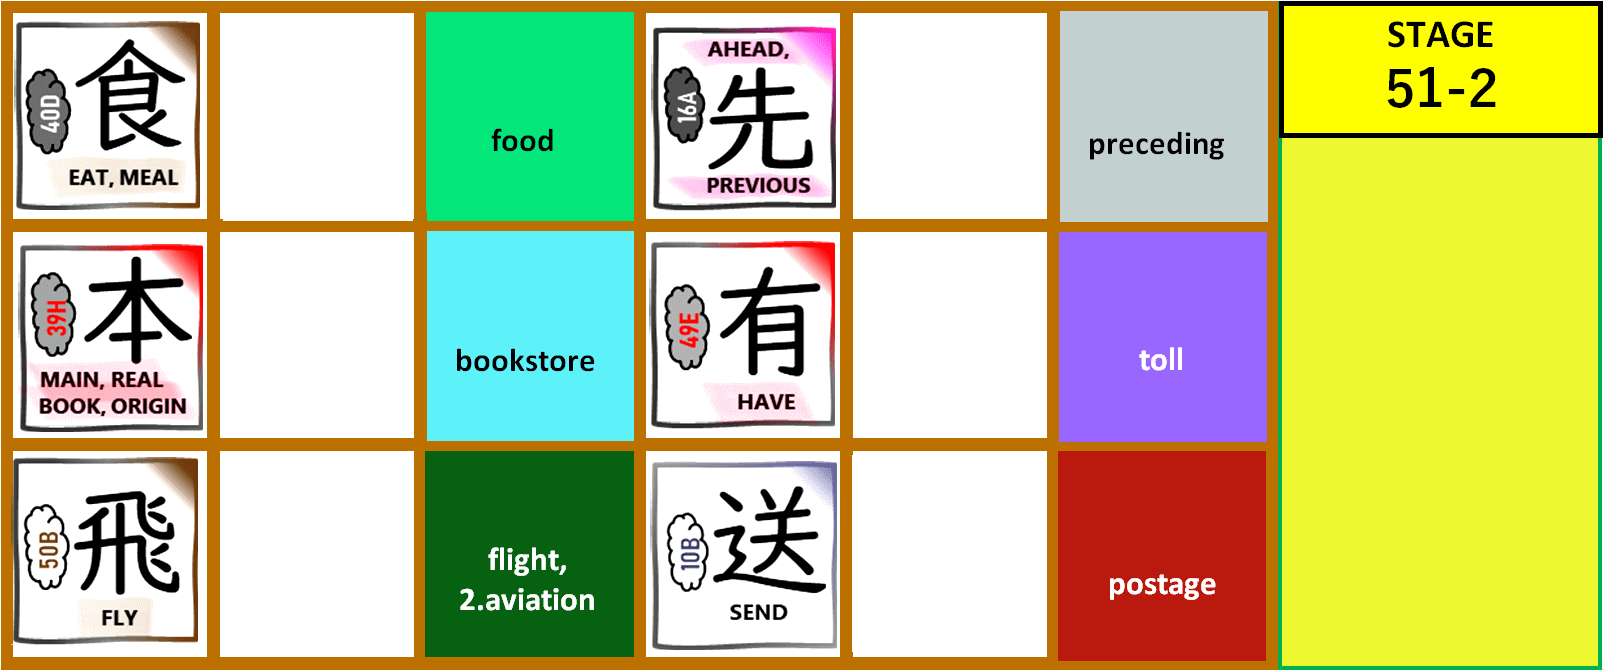 40D
食
EAT, MEAL
food
AHEAD,
16A
先
PREVIOUS
preceding
STAGE
51-2
39H
本
MAIN, REAL
BOOK, ORIGIN
bookstore
49E
有
HAVE
toll
50B
飛
FLY
flight,
2.aviation
10B
送
SEND
postage